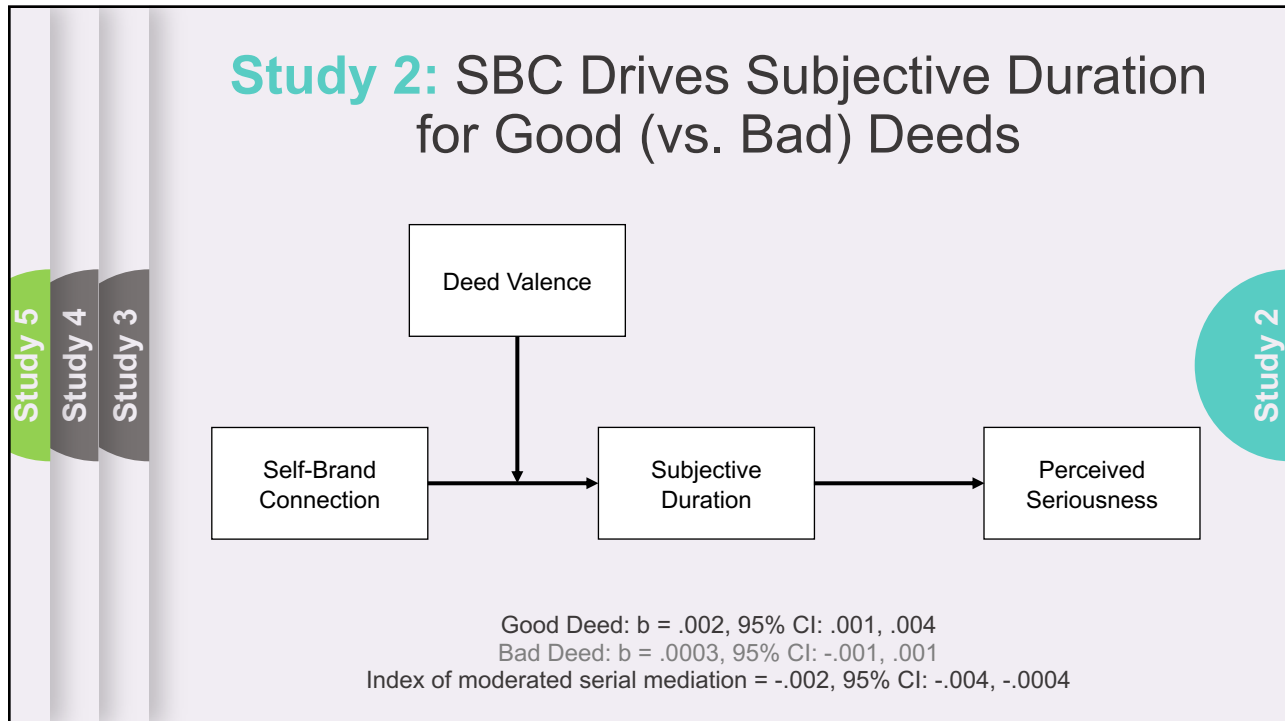 Study 2: SBC Drives Subjective Duration
for Good (vs. Bad) Deeds
Deed Valence
Study 5
Study 4
Study 3
Study 2
Self-Brand
Connection
Subjective
Duration
Perceived
Seriousness
Good Deed: b = .002, 95% CI: .001, .004
Bad Deed: b = .0003, 95% CI: -.001, .001
Index of moderated serial mediation = -.002, 95% CI: -.004, -.0004